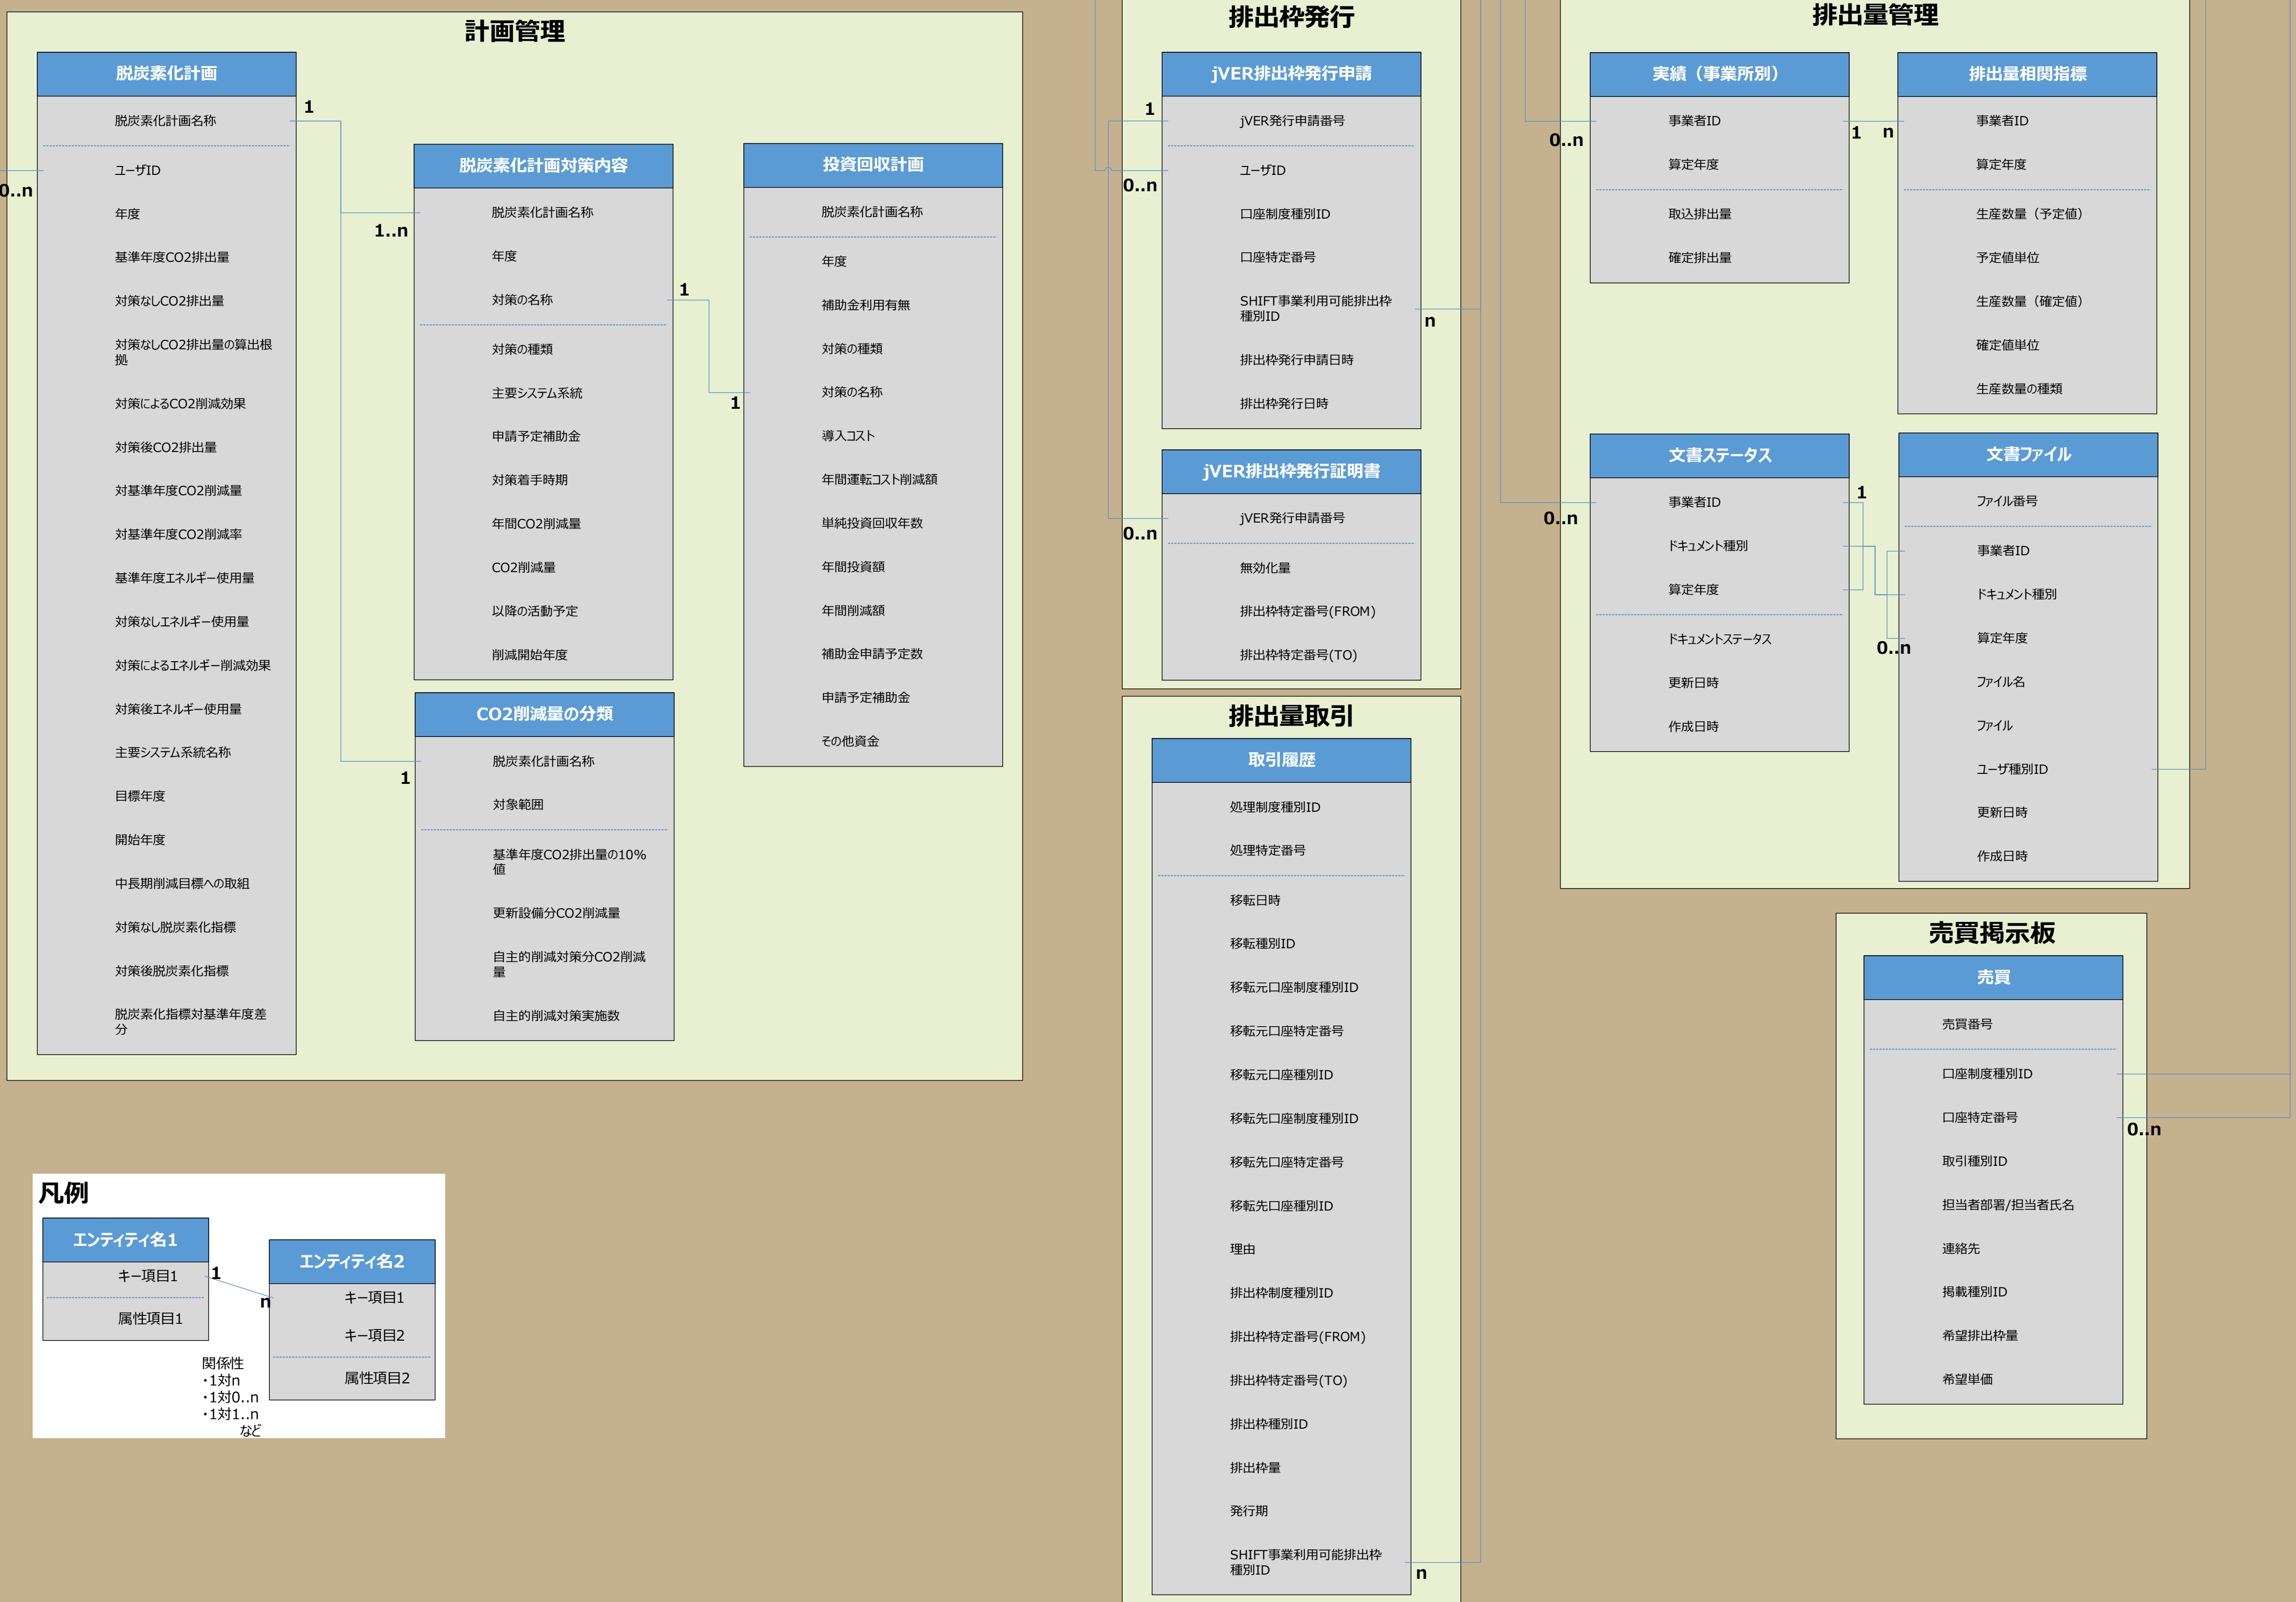 計画管理
脱炭素化計画
1
脱炭素化計画名称
ユーザID
0..n
年度
基準年度CO2排出量
対策なしCO2排出量
対策なしCO2排出量の算出根
拠
対策によるCO2削減効果
対策後CO2排出量
対基準年度CO2削減量
対基準年度CO2削減率
基準年度エネルギー使用量
対策なしエネルギー使用量
対策によるエネルギー削減効果
対策後エネルギー使用量
主要システム系統名称
目標年度
開始年度
中長期削減目標への取組
対策なし脱炭素化指標
対策後脱炭素化指標
脱炭素化指標対基準年度差
分
脱炭素化計画対策内容
脱炭素化計画名称
1..n
年度
対策の名称
1
対策の種類
主要システム系統
申請予定補助金
対策着手時期
年間CO2削減量
CO2削減量
以降の活動予定
削減開始年度
CO2削減量の分類
脱炭素化計画名称
1
対象範囲
基準年度CO2排出量の10%
値
更新設備分CO2削減量
自主的削減対策分CO2削減
量
自主的削減対策実施数
投資回収計画
脱炭素化計画名称
年度
補助金利用有無
対策の種類
対策の名称
1
導入コスト
年間運転コスト削減額
単純投資回収年数
年間投資額
年間削減額
補助金申請予定数
申請予定補助金
その他資金
排出枠発行
jVER排出枠発行申請
1
jVER発行申請番号
ユーザID
0..n
口座制度種別ID
口座特定番号
SHIFT事業利用可能排出枠
種別ID
n
排出枠発行申請日時
排出枠発行日時
jVER排出枠発行証明書
jVER発行申請番号
0..n
無効化量
排出枠特定番号(FROM)
排出枠特定番号(TO)
排出量取引
取引履歴
処理制度種別ID
処理特定番号
移転日時
移転種別ID
移転元口座制度種別ID
移転元口座特定番号
移転元口座種別ID
移転先口座制度種別ID
移転先口座特定番号
移転先口座種別ID
理由
排出枠制度種別ID
排出枠特定番号(FROM)
排出枠特定番号(TO)
排出枠種別ID
排出枠量
発行期
SHIFT事業利用可能排出枠
種別ID
n
排出量管理
実績（事業所別）
事業者ID
0..n
1
n
算定年度
取込排出量
確定排出量
排出量相関指標
事業者ID
算定年度
生産数量（予定値）
予定値単位
生産数量（確定値）
確定値単位
生産数量の種類
文書ステータス
1
事業者ID
0..n
ドキュメント種別
算定年度
ドキュメントステータス
更新日時
作成日時
文書ファイル
ファイル番号
事業者ID
ドキュメント種別
算定年度
0..n
ファイル名
ファイル
ユーザ種別ID
更新日時
作成日時
売買掲示板
売買
売買番号
口座制度種別ID
口座特定番号
0..n
取引種別ID
担当者部署/担当者氏名
連絡先
掲載種別ID
希望排出枠量
希望単価
凡例
エンティティ名1
キー項目1
1
属性項目1
エンティティ名2
n
キー項目1
キー項目2
属性項目2
関係性
・1対n
・1対0..n
・1対1..n
など